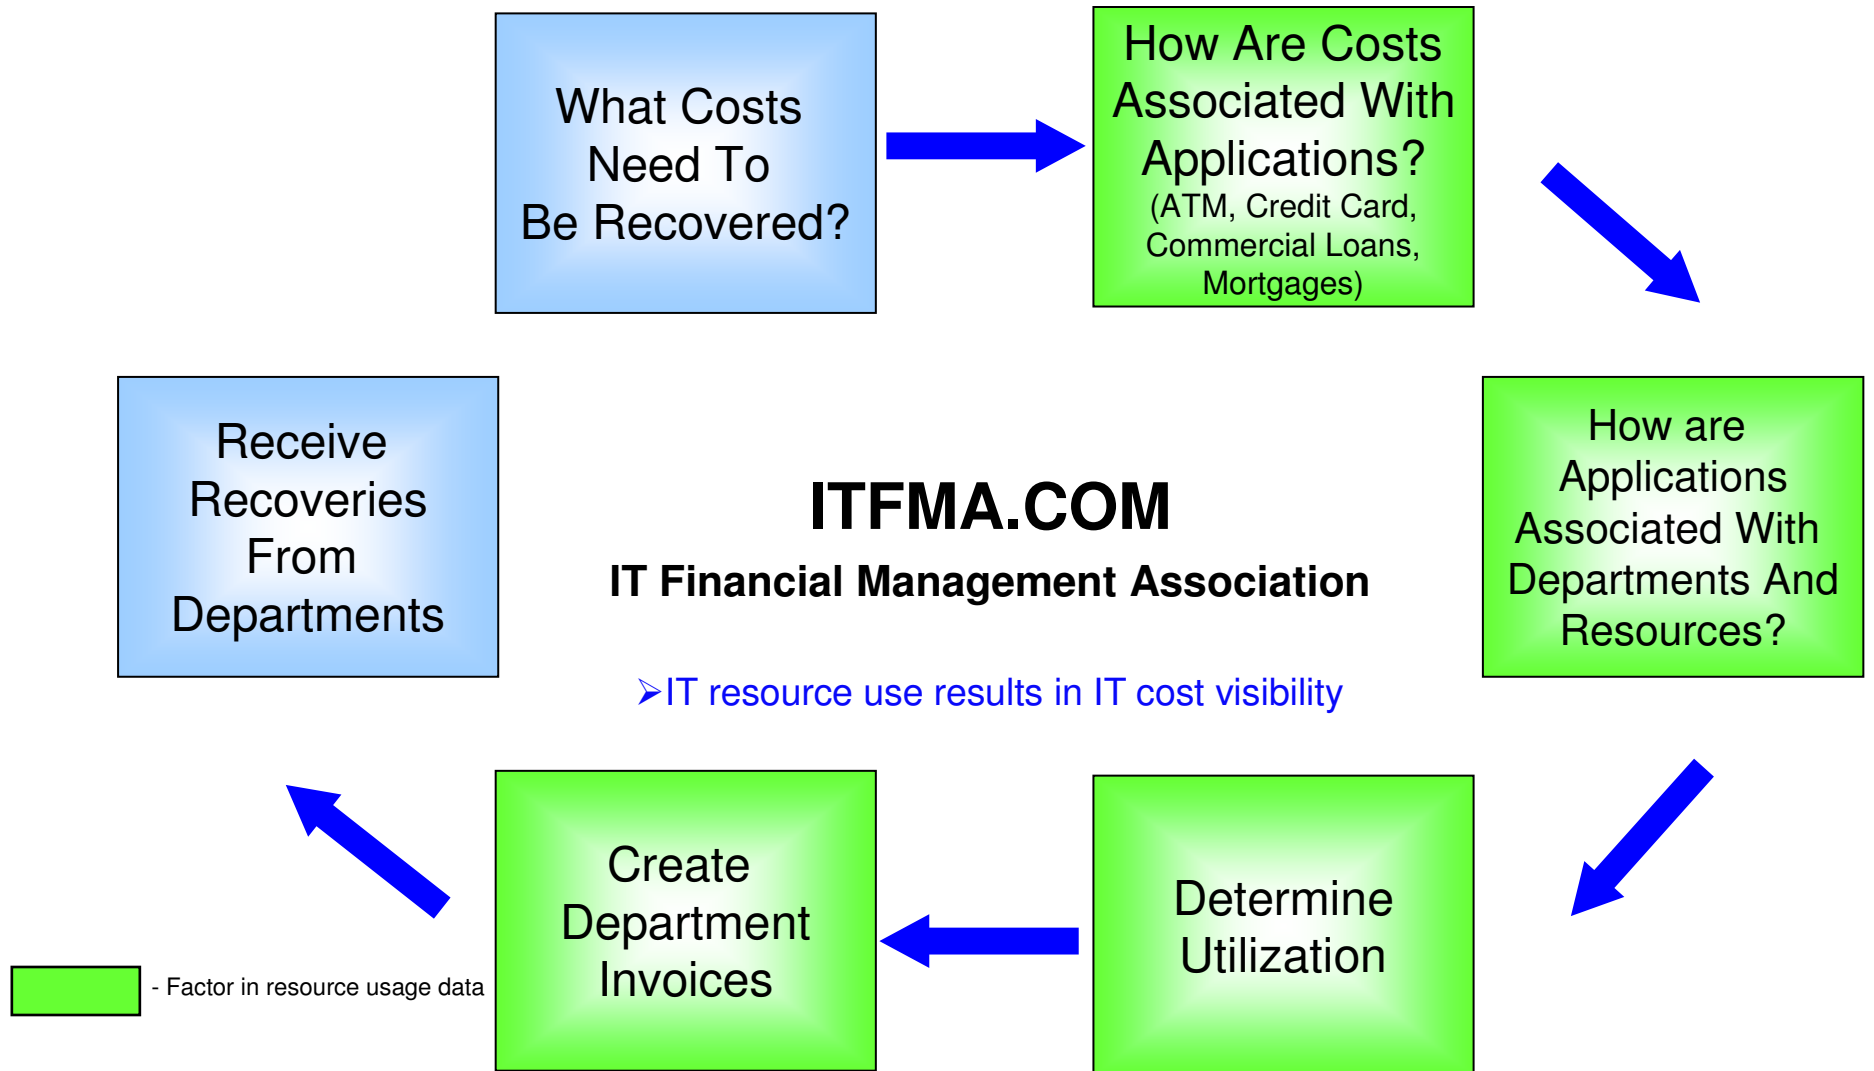 What Costs
Need To
Be Recovered?
How Are Costs
Associated With
Applications?
(ATM, Credit Card,
Commercial Loans,
Mortgages)
Receive
Recoveries
From
Departments
ITFMA.COM
IT Financial Management Association
➢IT resource use results in IT cost visibility
How are
Applications
Associated With
Departments And
Resources?
Create
Department
Invoices
Determine
Utilization
- Factor in resource usage data